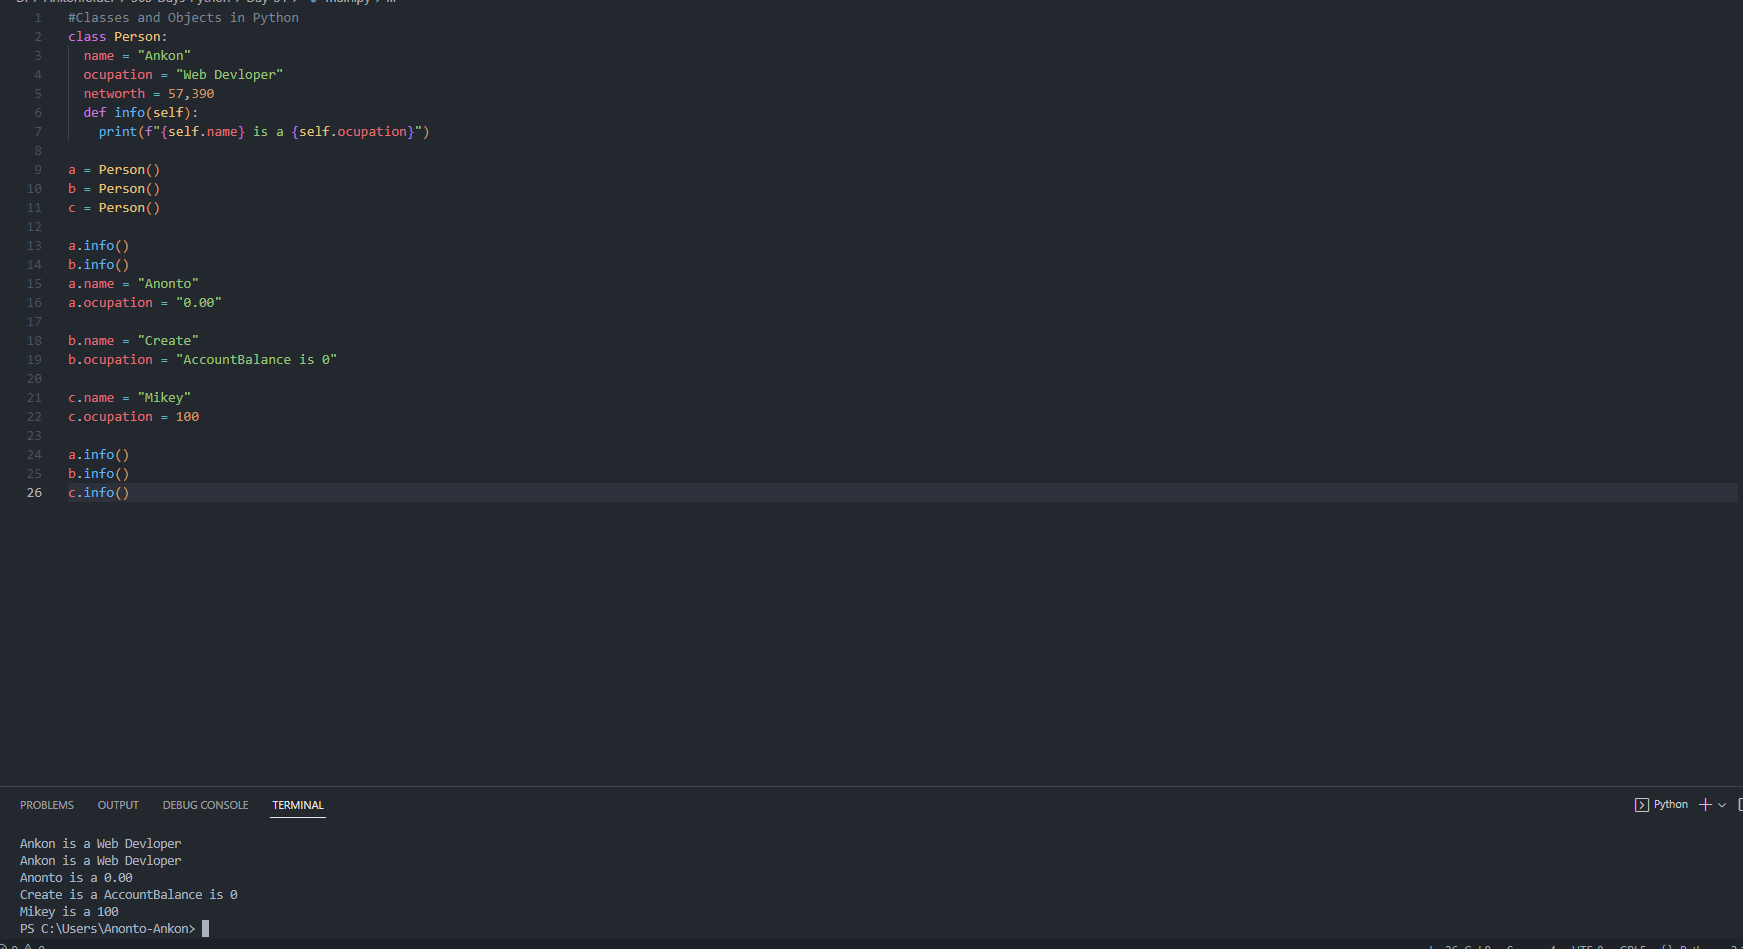 1 #Classes and Objects in Python
2 class Person:
3   name = "Ankon"
4   ocupation = "Web Devloper"
5   networth = 57,390
6   def info(self):
7     print(f"{self.name} is a {self.ocupation}")
8
9 a = Person()
10 b = Person()
11 c = Person()
12
13 a.info()
14 b.info()
15 a.name = "Anonto"
16 a.ocupation = "0.00"
17
18 b.name = "Create"
19 b.ocupation = "AccountBalance is 0"
20
21 c.name = "Mikey"
22 c.ocupation = 100
23
24 a.info()
25 b.info()
26 c.info()
PROBLEMS OUTPUT DEBUG CONSOLE TERMINAL Python
Ankon is a Web Devloper
Ankon is a Web Devloper
Anonto is a 0.00
Create is a AccountBalance is 0
Mikey is a 100
PS C:\Users\Anonto-Ankon>